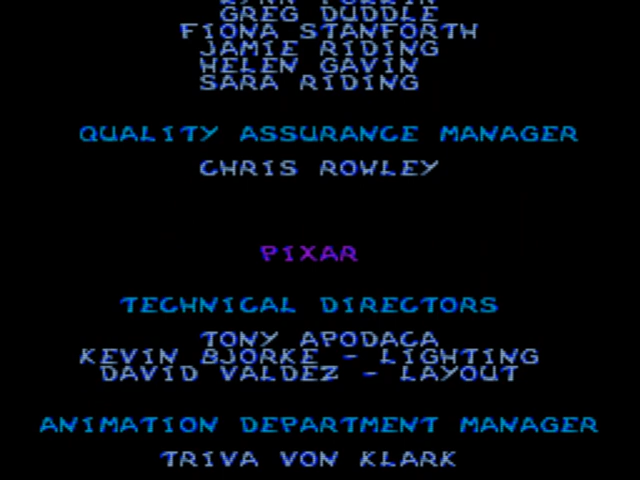 GREG DUDDLE
FIONA STANFORTH
JAMIE RIDING
HELEN GAVIN
SARA RIDING
QUALITY ASSURANCE MANAGER
CHRIS ROWLEY
PIXAR
TECHNICAL DIRECTORS
TONY APODACA
KEVIN BJORKE - LIGHTING
DAVID VALDEZ - LAYOUT
ANIMATION DEPARTMENT MANAGER
TRIVA VON KLARK